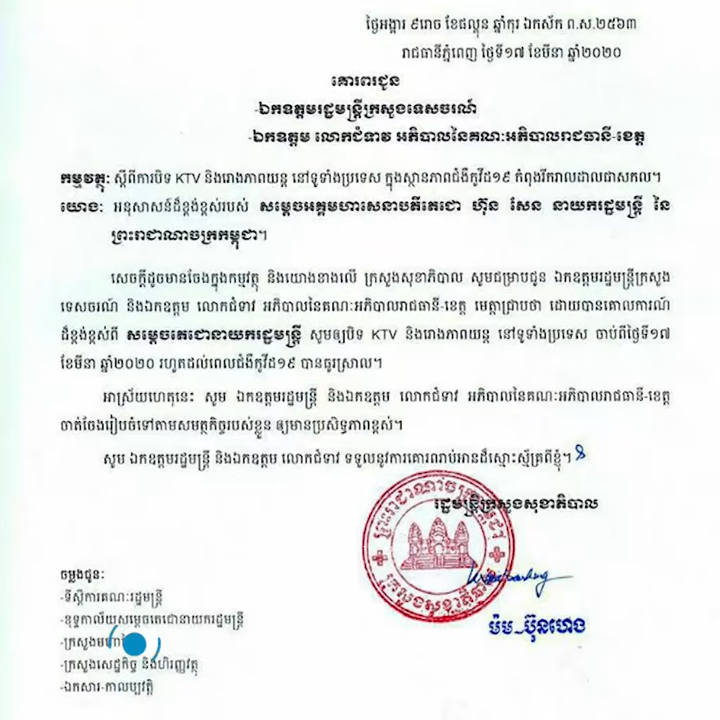 ថ្ងៃអង្គារ ៩រោច ខែផល្គុន ឆ្នាំកុរ ឯកស័ក ព.ស.២៥៦៣
រាជធានីភ្នំពេញ ថ្ងៃទី១៧ ខែមីនា ឆ្នាំ២០២០
គោរពជូន
-ឯកឧត្តមរដ្ឋមន្ត្រីក្រសួងទេសចរណ៍
-ឯកឧត្តម លោកជំទាវ អភិបាលនៃគណៈអភិបាលរាជធានី-ខេត្ត
កម្មវត្ថុ: ស្តីពីការបិទ KTV និងរោងភាពយន្ត នៅទូទាំងប្រទេស ក្នុងស្ថានភាពជំងឺកូវីដ១៩ កំពុងរីករាលដាលជាសកល។
យោង: អនុសាសន៍ដ៏ខ្ពង់ខ្ពស់របស់ សម្តេចអគ្គមហាសេនាបតីតេជោ ហ៊ុន សែន នាយករដ្ឋមន្ត្រី នៃ
ព្រះរាជាណាចក្រកម្ពុជា។
សេចក្តីដូចមានចែងក្នុងកម្មវត្ថុ និងយោងខាងលើ ក្រសួងសុខាភិបាល សូមជម្រាបជូន ឯកឧត្តមរដ្ឋមន្ត្រីក្រសួង
ទេសចរណ៍ និងឯកឧត្តម លោកជំទាវ អភិបាលនៃគណៈអភិបាលរាជធានី-ខេត្ត មេត្តាជ្រាបថា ដោយបានគោលការណ៍
ដ៏ខ្ពង់ខ្ពស់ពី សម្តេចតេជោនាយករដ្ឋមន្ត្រី សូមឲ្យបិទ KTV និងរោងភាពយន្ត នៅទូទាំងប្រទេស ចាប់ពីថ្ងៃទី១៧
ខែមីនា ឆ្នាំ២០២០ រហូតដល់ពេលជំងឺកូវីដ១៩ បានធូរស្រាល។
អាស្រ័យហេតុនេះ សូម ឯកឧត្តមរដ្ឋមន្ត្រី និងឯកឧត្តម លោកជំទាវ អភិបាលនៃគណៈអភិបាលរាជធានី-ខេត្ត
ចាត់ចែងរៀបចំទៅតាមសមត្ថកិច្ចរបស់ខ្លួន ឲ្យមានប្រសិទ្ធភាពខ្ពស់។
សូម ឯកឧត្តមរដ្ឋមន្ត្រី និងឯកឧត្តម លោកជំទាវ ទទួលនូវការគោរពរាប់អានដ៏ស្មោះស្ម័គ្រពីខ្ញុំ។
រដ្ឋមន្ត្រីក្រសួងសុខាភិបាល
ព្រះរាជាណាចក្រកម្ពុជា
ក្រសួងសុខាភិបាល
ម៉ម ប៊ុនហេង
ចម្លងជូន:
-ទីស្តីការគណៈរដ្ឋមន្ត្រី
-ខុទ្ទកាល័យសម្តេចតេជោនាយករដ្ឋមន្ត្រី
-ក្រសួង
-ក្រសួងសេដ្ឋកិច្ច និងហិរញ្ញវត្ថុ
-ឯកសារ-កាលប្បវត្តិ